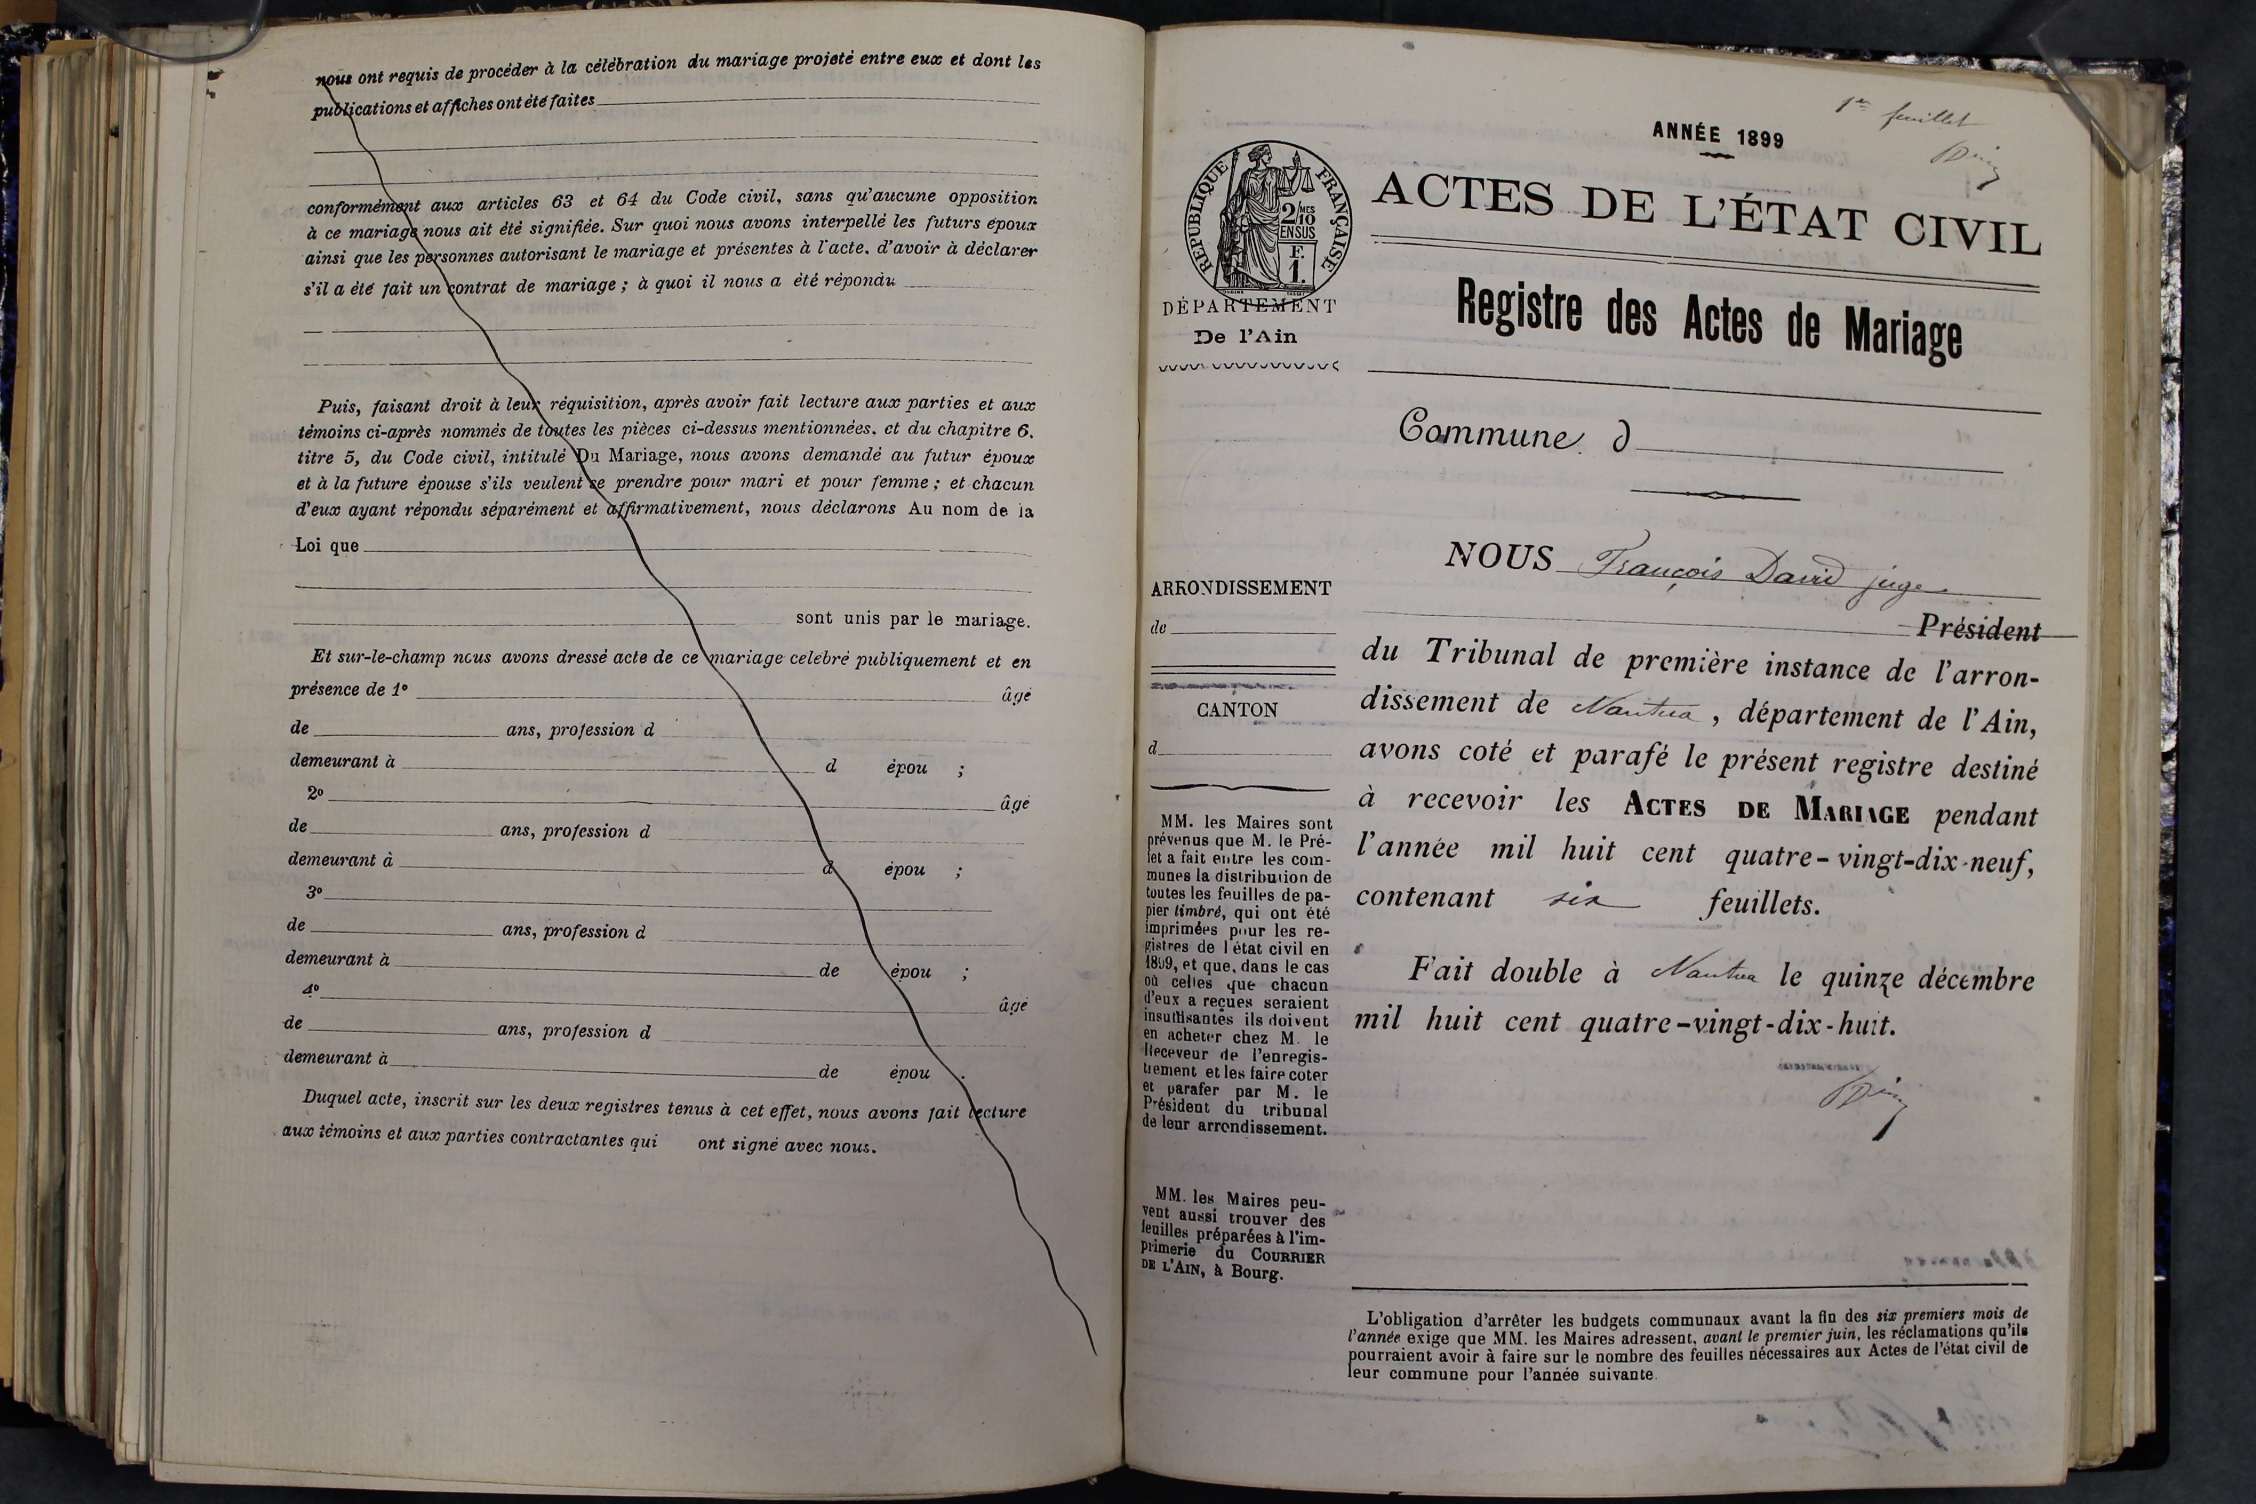 nous ont requis de procéder à la célébration du mariage projeté entre eux et dont les
publications et affiches ont été faites
conformément aux articles 63 et 64 du Code civil, sans qu'aucune opposition
à ce mariage nous ait été signifiée. Sur quoi nous avons interpellé les futurs époux
ainsi que les personnes autorisant le mariage et présentes à l'acte, d'avoir à déclarer
s'il a été fait un contrat de mariage ; à quoi il nous a été répondu
Puis, faisant droit à leur réquisition, après avoir fait lecture aux parties et aux
témoins ci-après nommés de toutes les pièces ci-dessus mentionnées, et du chapitre 6,
titre 5, du Code civil, intitulé Du Mariage, nous avons demandé au futur époux
et à la future épouse s'ils veulent se prendre pour mari et pour femme ; et chacun
d'eux ayant répondu séparément et affirmativement, nous déclarons Au nom de la
Loi que
sont unis par le mariage.
Et sur-le-champ nous avons dressé acte de ce mariage celebré publiquement et en
présence de 1º âgé
de ans, profession d
demeurant à d épou ;
2º âgé
de ans, profession d
demeurant à d épou ;
3º
de ans, profession d
demeurant à de épou ;
4º âgé
de ans, profession d
demeurant à de épou .
Duquel acte, inscrit sur les deux registres tenus à cet effet, nous avons fait lecture
aux témoins et aux parties contractantes qui ont signé avec nous.
1er feuillet
ANNÉE 1899
RÉPUBLIQUE FRANÇAISE
2/10MES
EN SUS
F.
1.
ACTES DE L'ÉTAT CIVIL
DÉPARTEMENT
De l'Ain
Registre des Actes de Mariage
Commune d
ARRONDISSEMENT
de
CANTON
d
MM. les Maires sont
prévenus que M. le Pré-
fet a fait entre les com-
munes la distribution de
toutes les feuilles de pa-
pier timbré, qui ont été
imprimées pour les re-
gistres de l'état civil en
1899, et que, dans le cas
où celles que chacun
d'eux a reçues seraient
insuffisantes ils doivent
en acheter chez M. le
Receveur de l'enregis-
trement et les faire coter
et parafer par M. le
Président du tribunal
de leur arrondissement.
MM. les Maires peu-
vent aussi trouver des
feuilles préparées à l'im-
primerie du COURRIER
DE L'AIN, à Bourg.
NOUS François David juge
Président
du Tribunal de première instance de l'arron-
dissement de Nantua, département de l'Ain,
avons coté et parafé le présent registre destiné
à recevoir les ACTES DE MARIAGE pendant
l'année mil huit cent quatre-vingt-dix-neuf,
contenant six feuillets.
Fait double à Nantua le quinze décembre
mil huit cent quatre-vingt-dix-huit.
L'obligation d'arrêter les budgets communaux avant la fin des six premiers mois de
l'année exige que MM. les Maires adressent, avant le premier juin, les réclamations qu'ils
pourraient avoir à faire sur le nombre des feuilles nécessaires aux Actes de l'état civil de
leur commune pour l'année suivante.